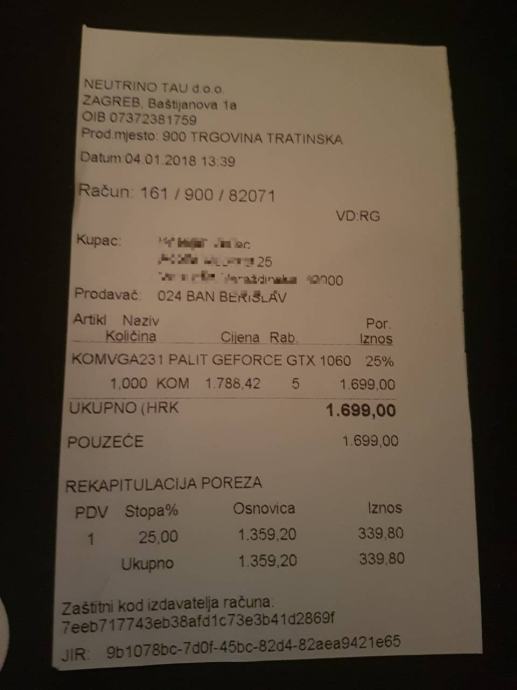 NEUTRINO TAU d.o.o.
ZAGREB, Baštijanova 1a
OIB 07372381759
Prod.mjesto: 900 TRGOVINA TRATINSKA
Datum 04.01.2018 13:39
Račun: 161 / 900 / 82071
VD:RG
Kupac:
25
Prodavač: 024 BAN BERISLAV
Artikl Naziv Por.
Količina Cijena Rab. Iznos
KOMVGA231 PALIT GEFORCE GTX 1060 25%
1,000 KOM 1.788,42 5 1.699,00
UKUPNO (HRK 1.699,00
POUZEĆE 1.699,00
REKAPITULACIJA POREZA
PDV Stopa% Osnovica Iznos
1 25,00 1.359,20 339,80
Ukupno 1.359,20 339,80
Zaštitni kod izdavatelja računa:
7eeb717743eb38afd1c73e3b41d2869f
JIR: 9b1078bc-7d0f-45bc-82d4-82aea9421e65